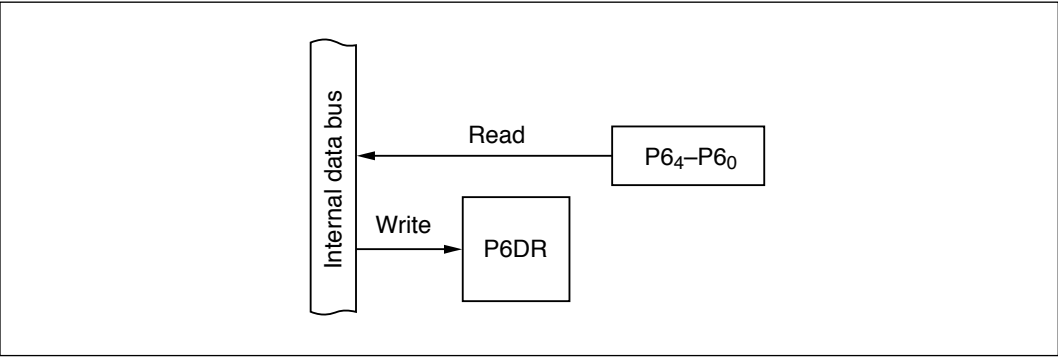 Internal data bus
Read
P6₄–P6₀
Write
P6DR